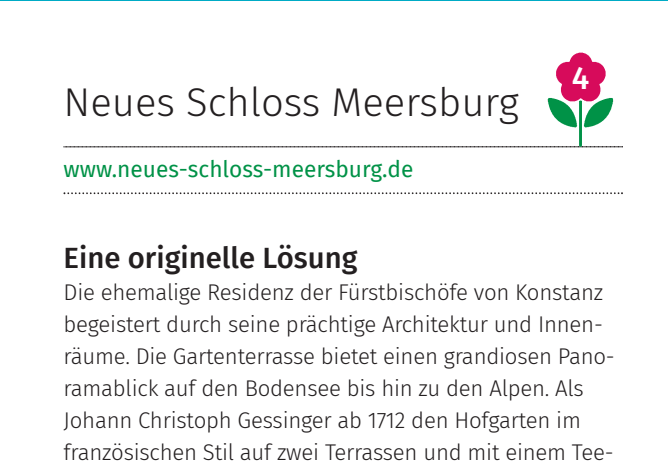 Neues Schloss Meersburg
4
www.neues-schloss-meersburg.de
Eine originelle Lösung
Die ehemalige Residenz der Fürstbischöfe von Konstanz
begeistert durch seine prächtige Architektur und Innen-
räume. Die Gartenterrasse bietet einen grandiosen Pano-
ramablick auf den Bodensee bis hin zu den Alpen. Als
Johann Christoph Gessinger ab 1712 den Hofgarten im
französischen Stil auf zwei Terrassen und mit einem Tee-